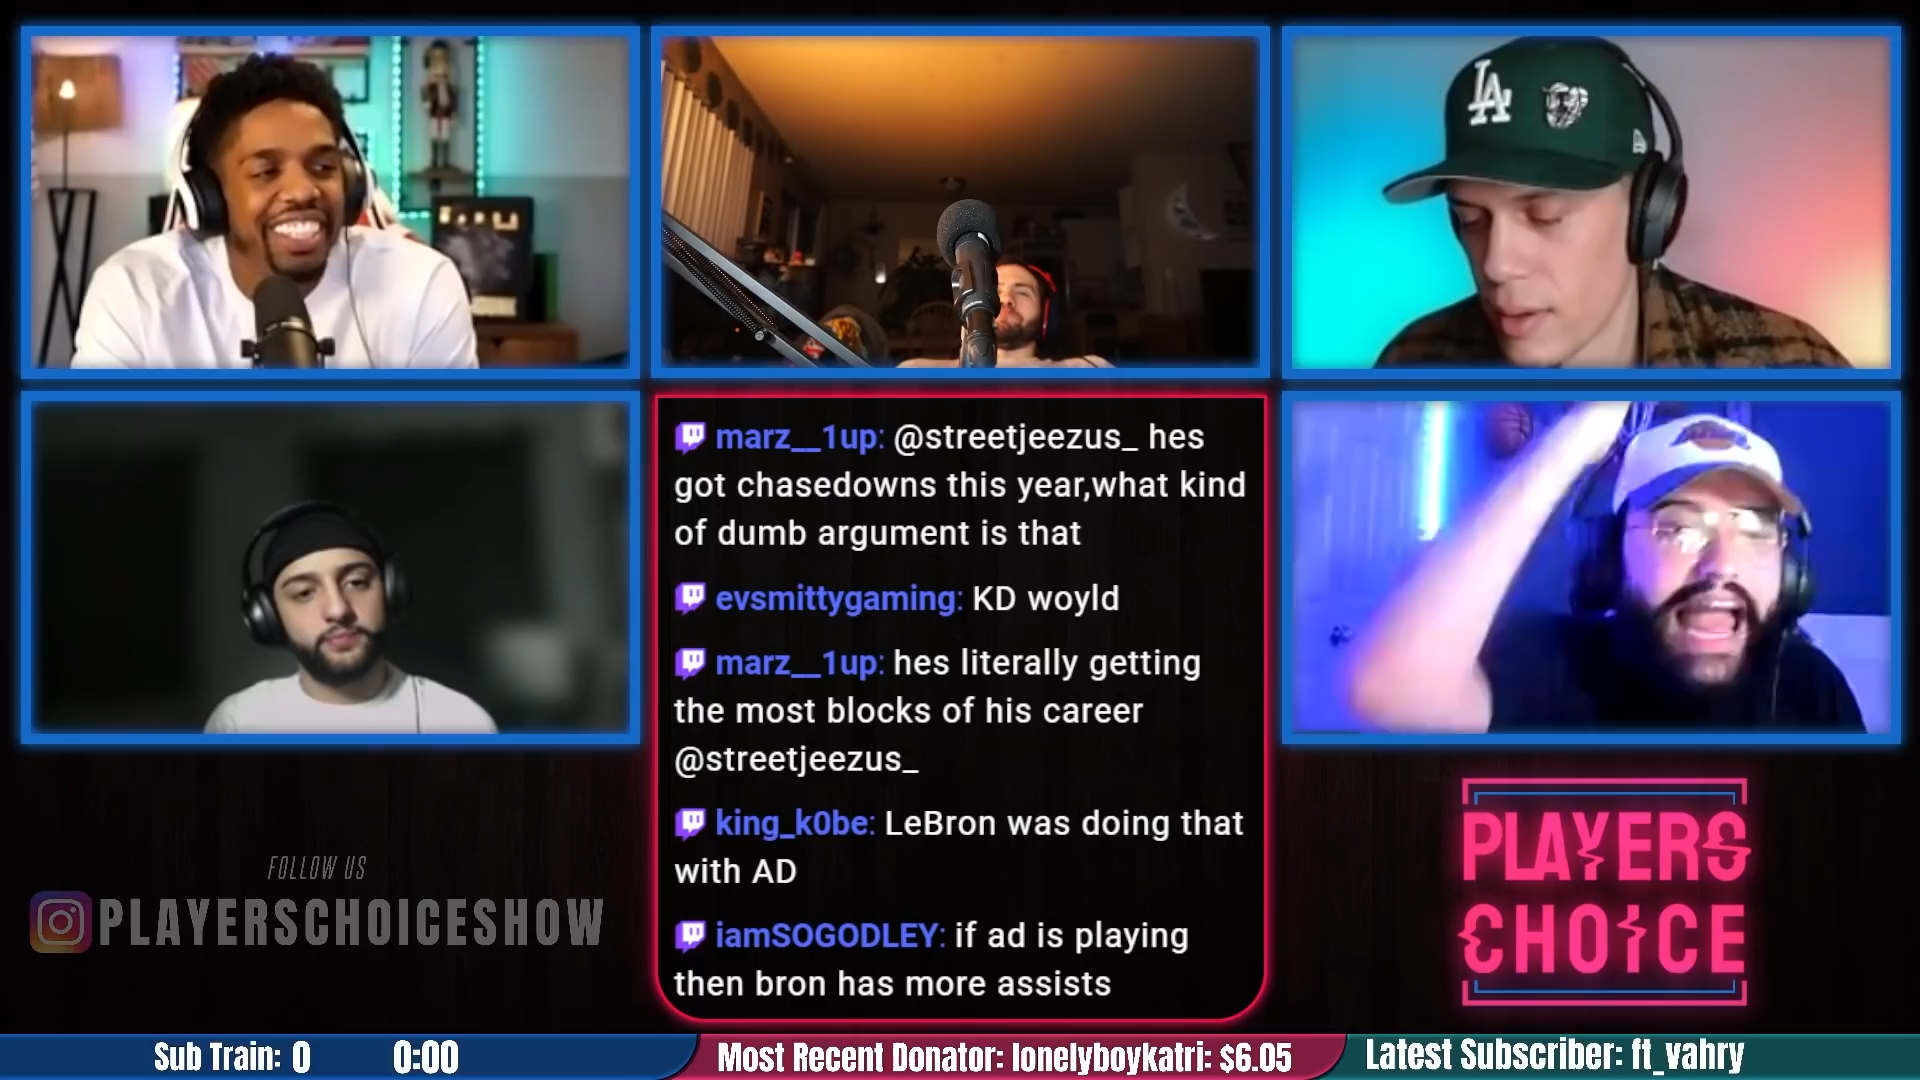 LA
marz__1up: @streetjeezus_ hes
got chasedowns this year,what kind
of dumb argument is that
evsmittygaming: KD woyld
marz__1up: hes literally getting
the most blocks of his career
@streetjeezus_
king_k0be: LeBron was doing that
with AD
iamSOGODLEY: if ad is playing
then bron has more assists
FOLLOW US
PLAYERSCHOICESHOW
PLAYERS
CHOICE
Sub Train: 0 0:00
Most Recent Donator: lonelyboykatri: $6.05
Latest Subscriber: ft_vahry